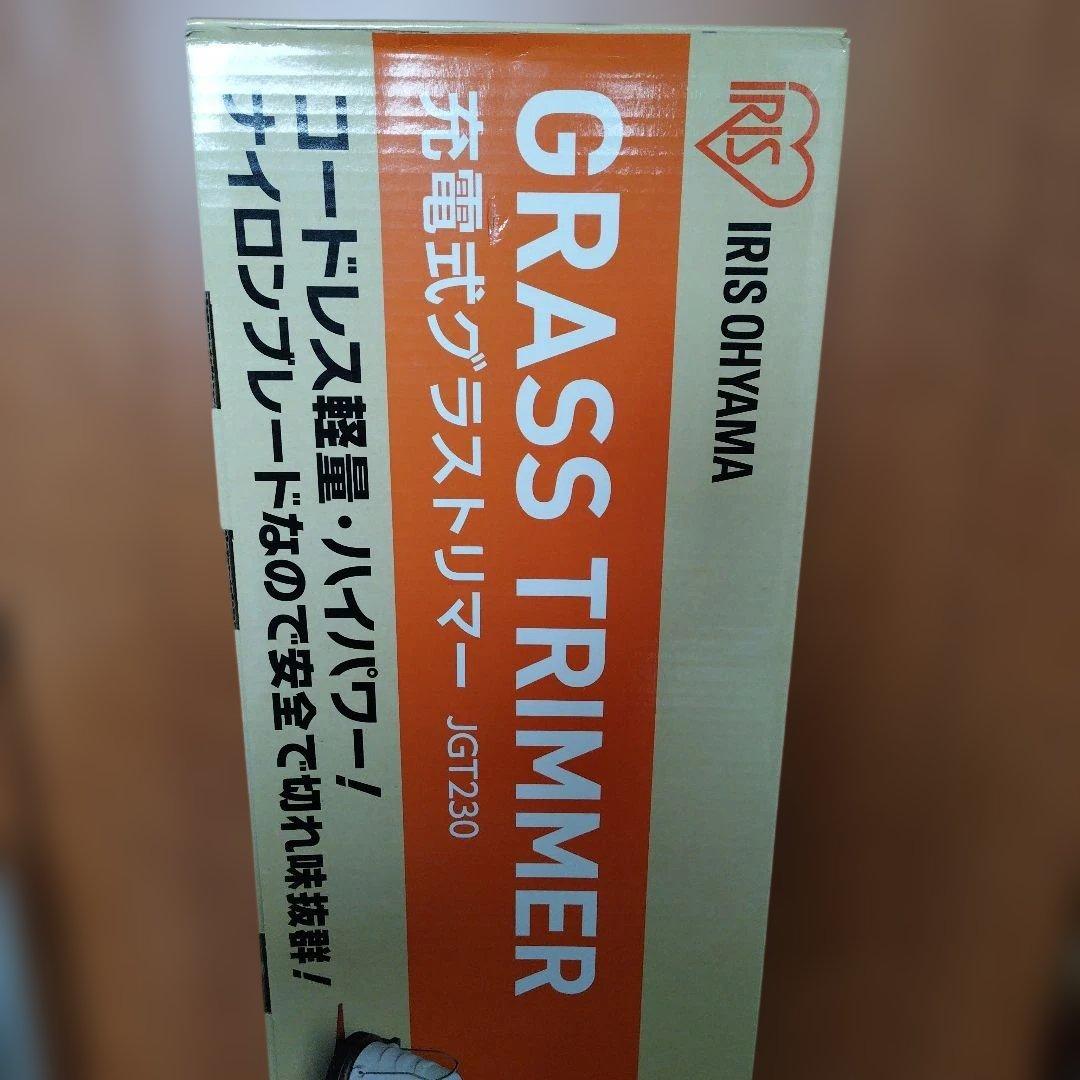 IRIS
IRIS OHYAMA
GRASS TRIMMER
充電式グラストリマー JGT230
コードレス軽量・ハイパワー!
ナイロンブレードなので安全で切れ味抜群!